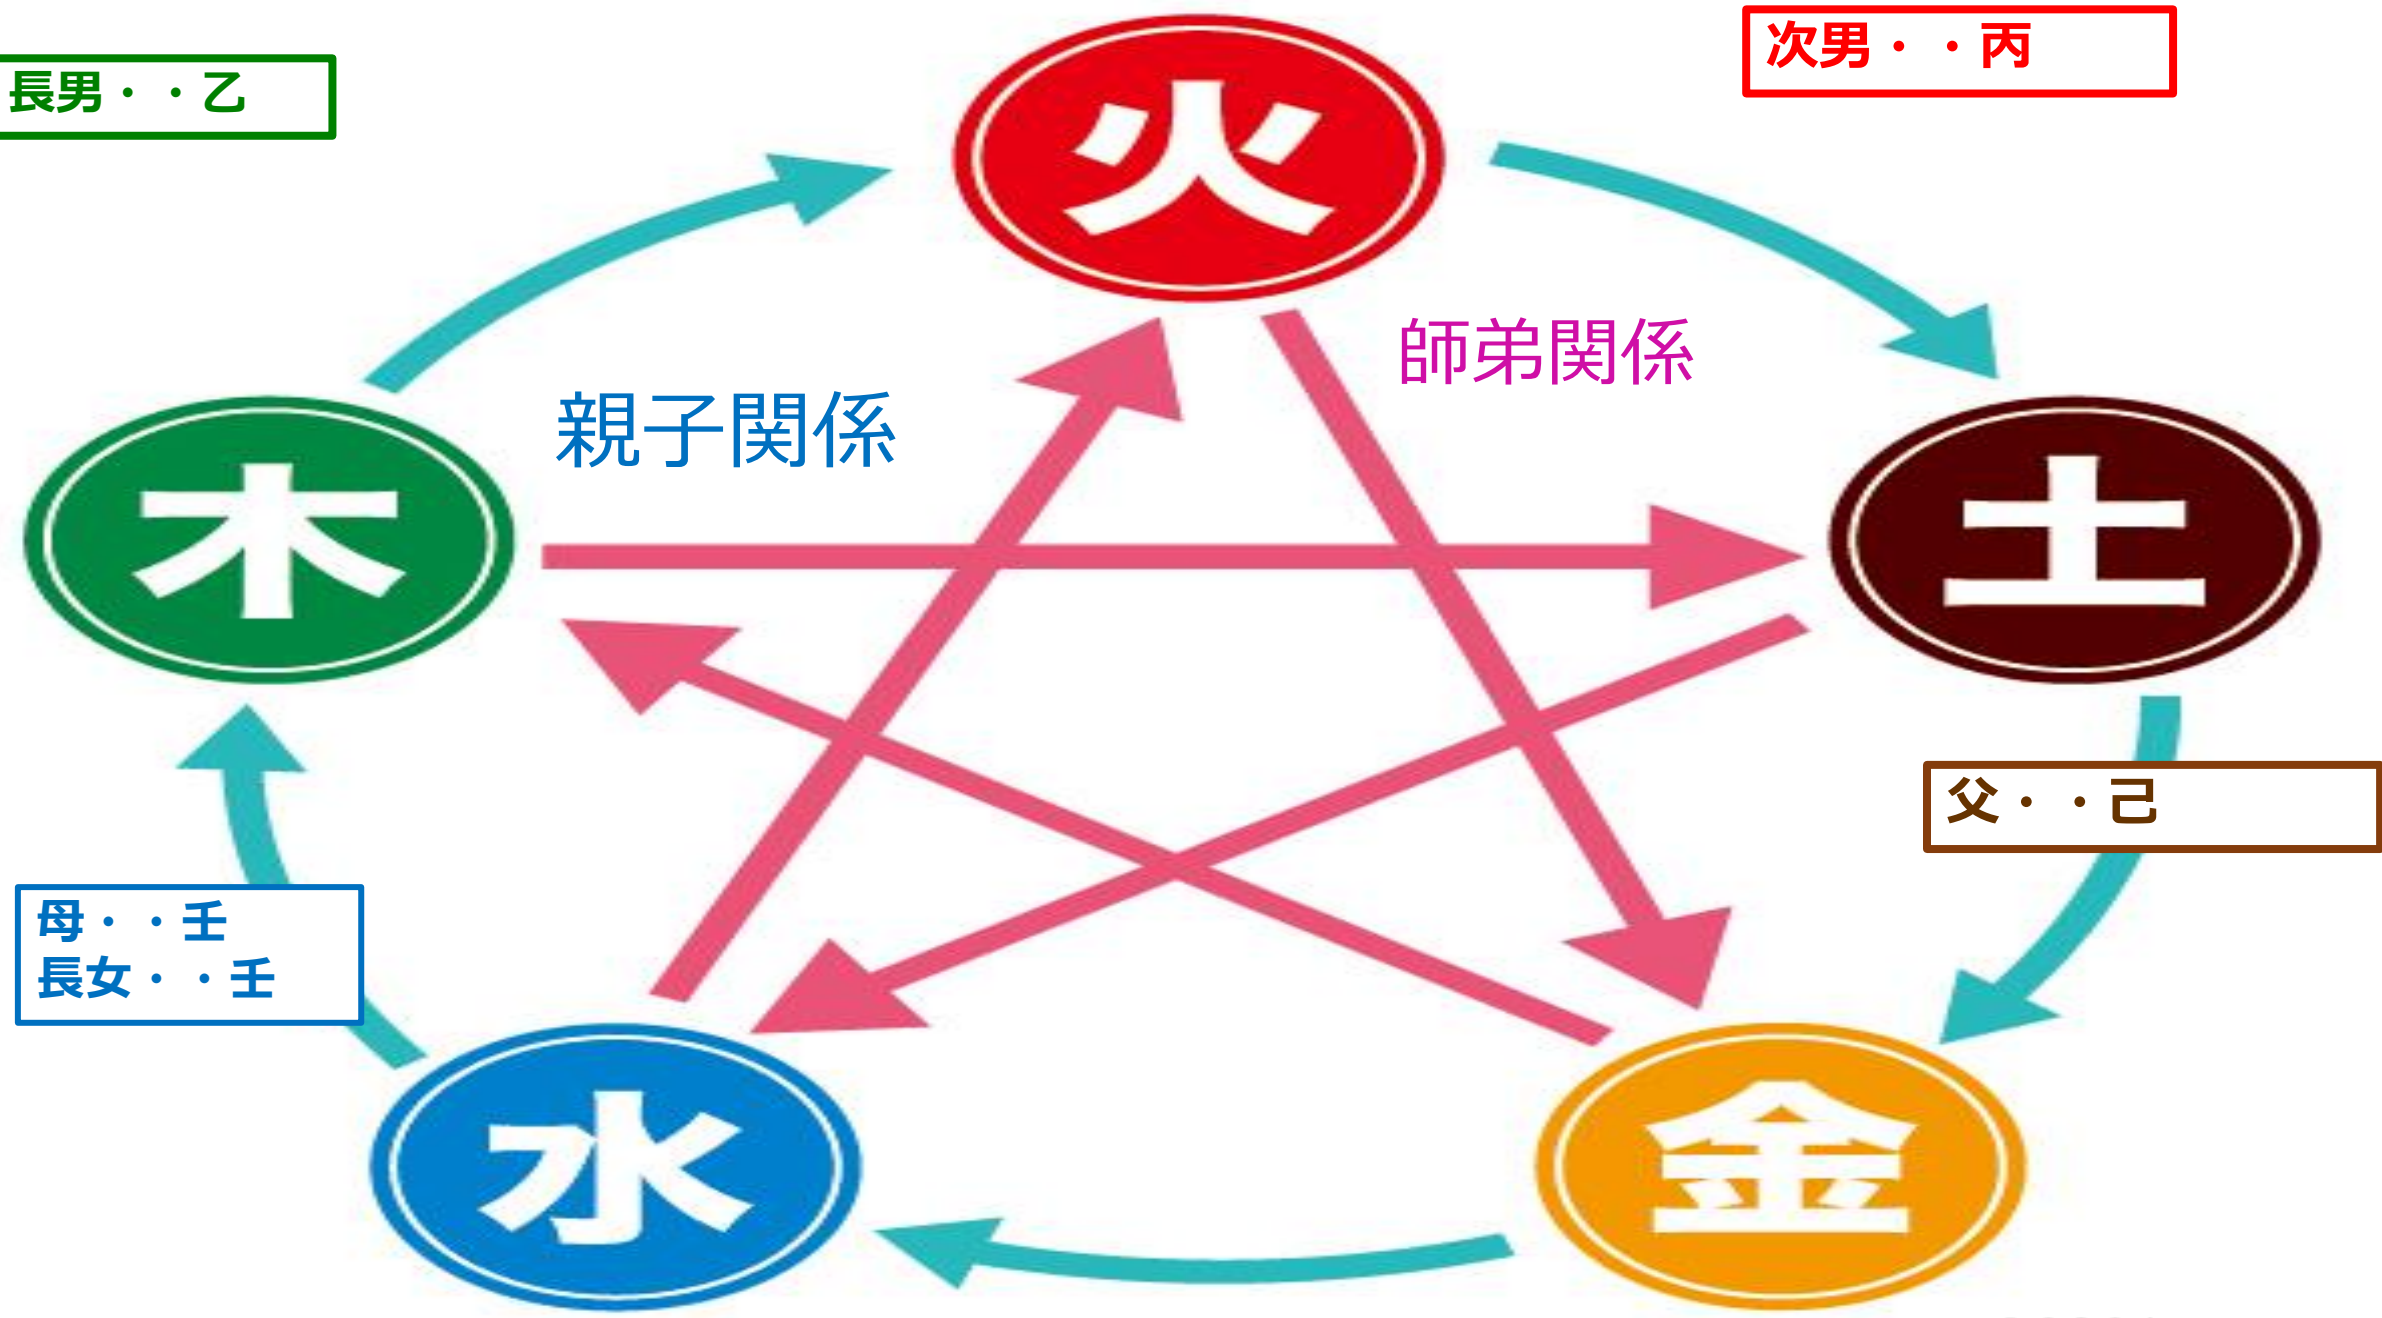 次男・・丙
長男・・乙
火
師弟関係
親子関係
木
土
父・・己
母・・壬
長女・・壬
水
金